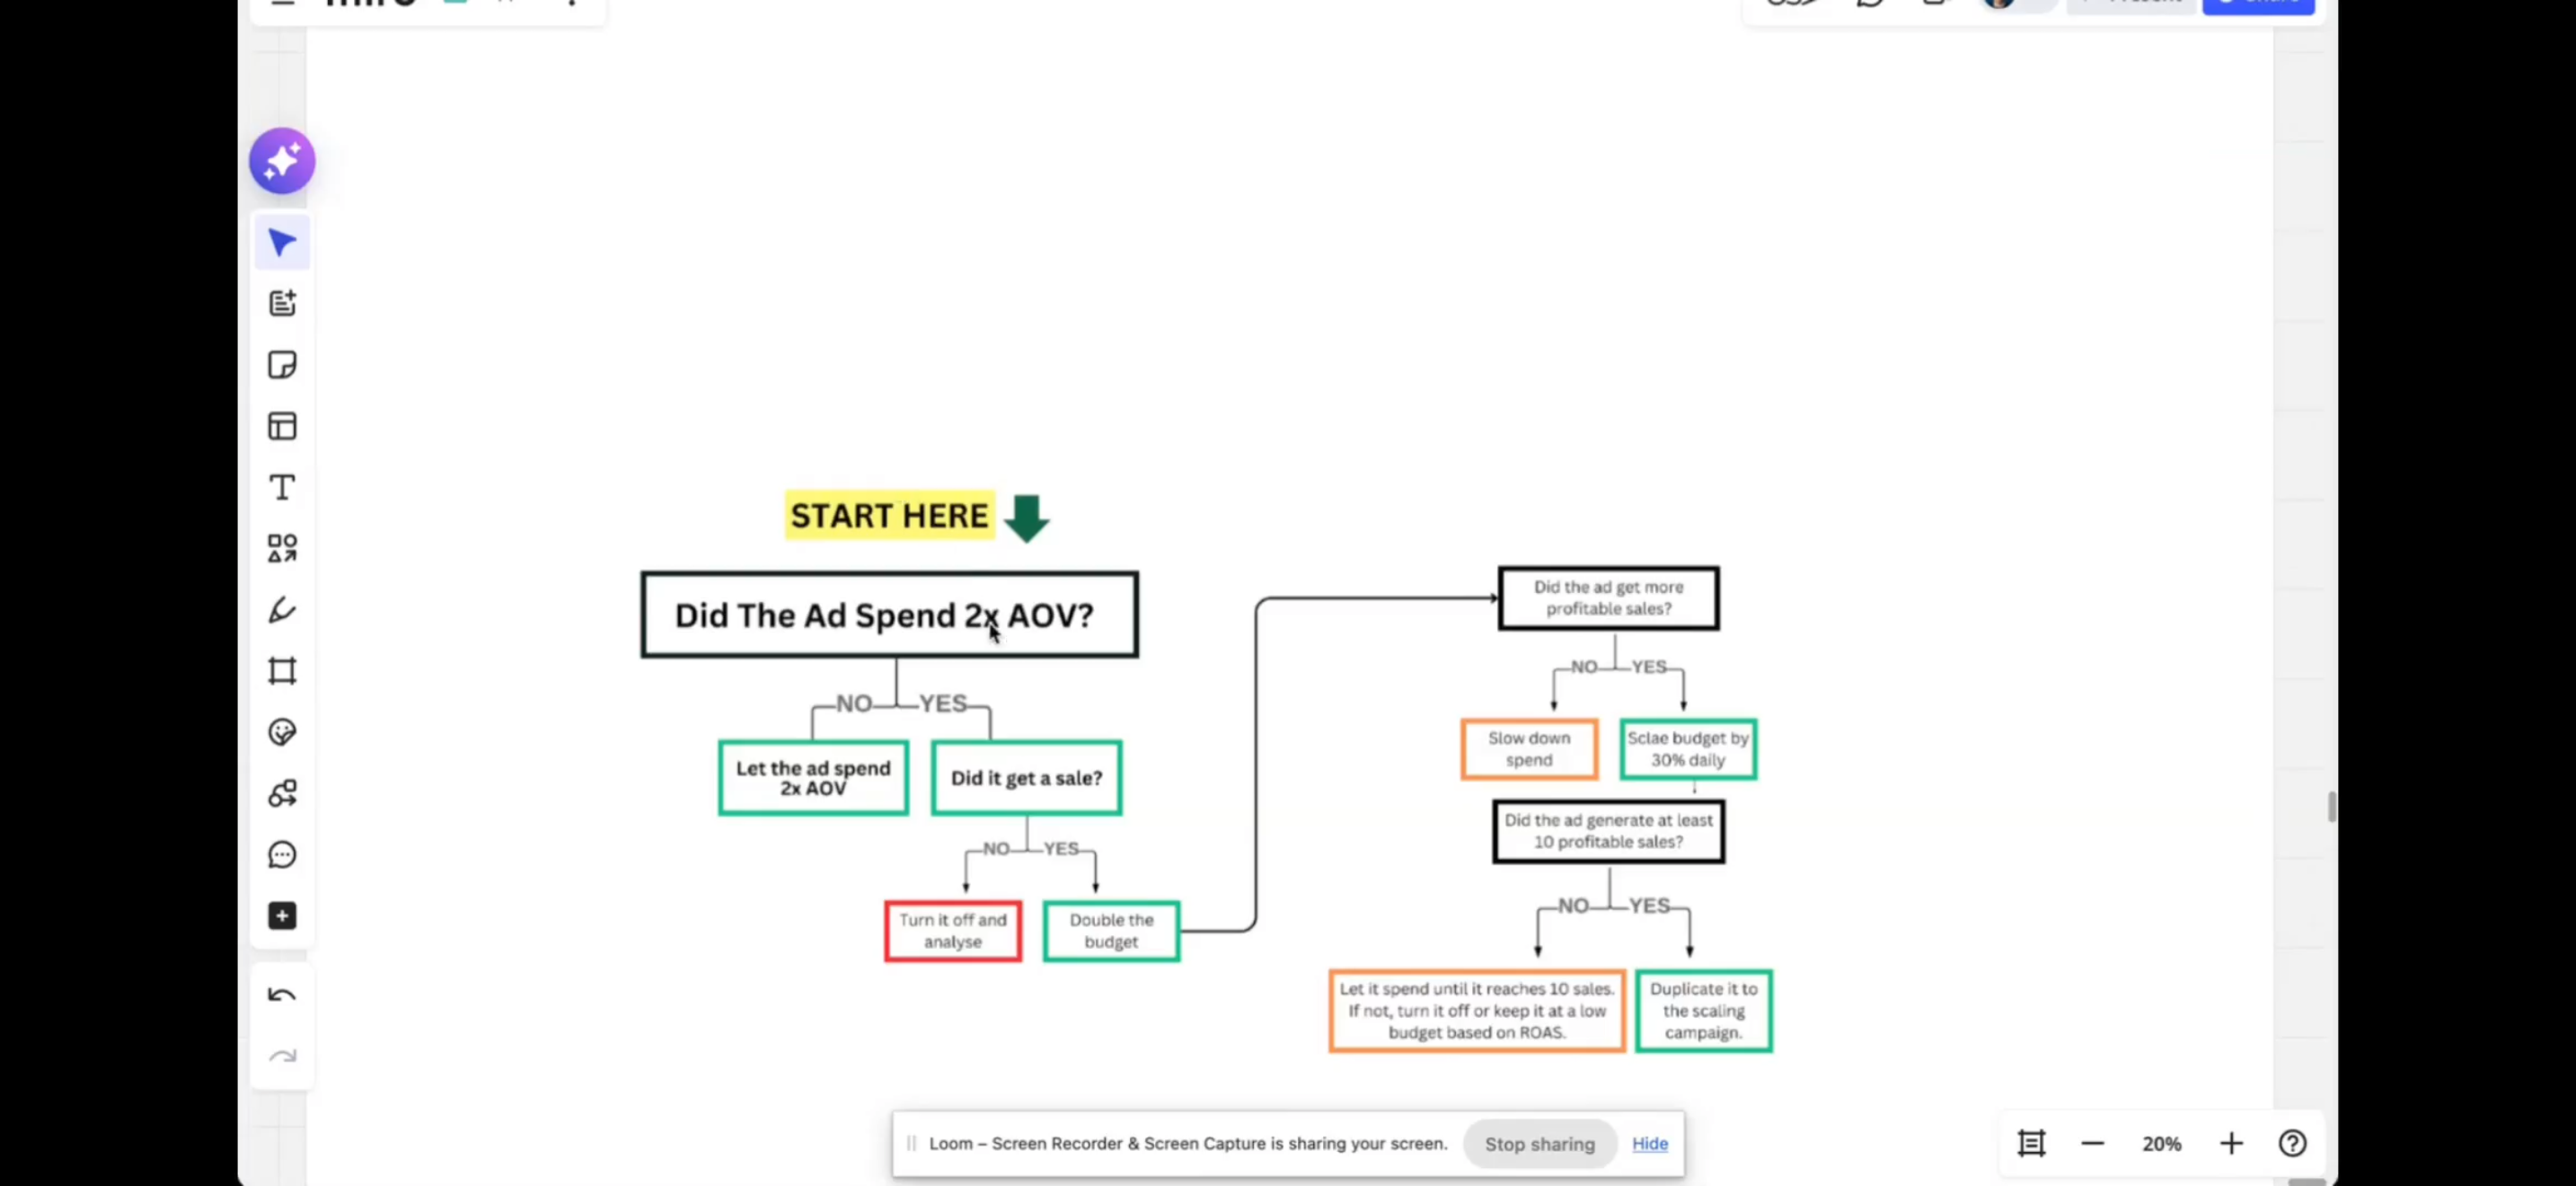 START HERE
Did The Ad Spend 2x AOV?
NO
YES
Let the ad spend
2x AOV
Did it get a sale?
NO
YES
Turn it off and
analyse
Double the
budget
Did the ad get more
profitable sales?
NO
YES
Slow down
spend
Sclae budget by
30% daily
Did the ad generate at least
10 profitable sales?
NO
YES
Let it spend until it reaches 10 sales.
If not, turn it off or keep it at a low
budget based on ROAS.
Duplicate it to
the scaling
campaign.
Loom – Screen Recorder & Screen Capture is sharing your screen.
Stop sharing
Hide
20%